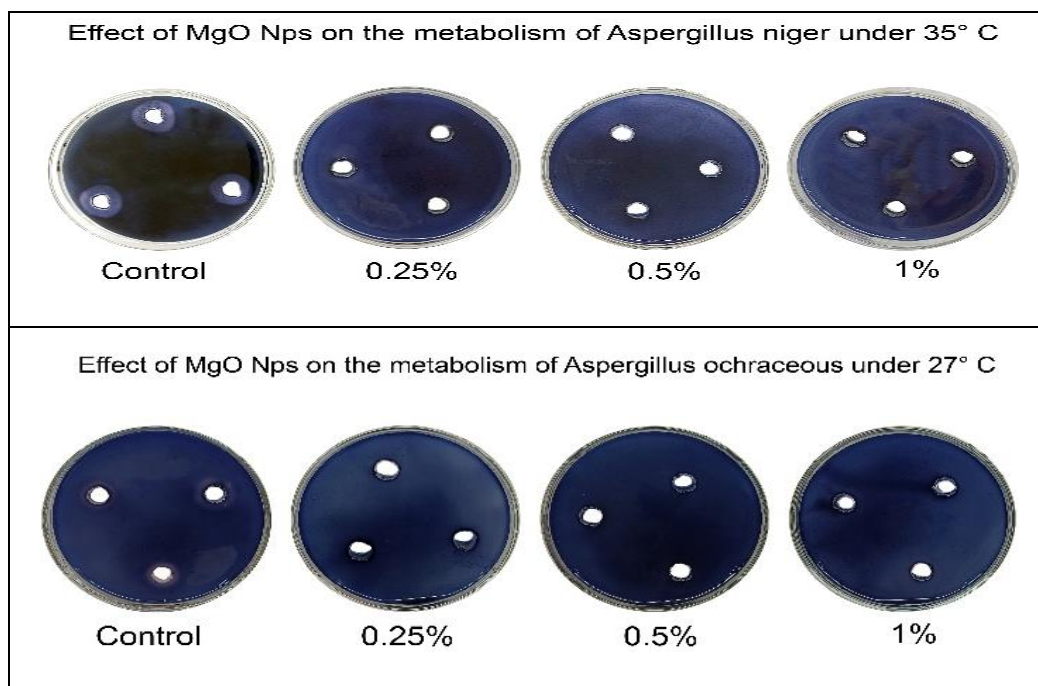 Effect of MgO Nps on the metabolism of Aspergillus niger under 35° C
Control 0.25% 0.5% 1%
Effect of MgO Nps on the metabolism of Aspergillus ochraceous under 27° C
Control 0.25% 0.5% 1%